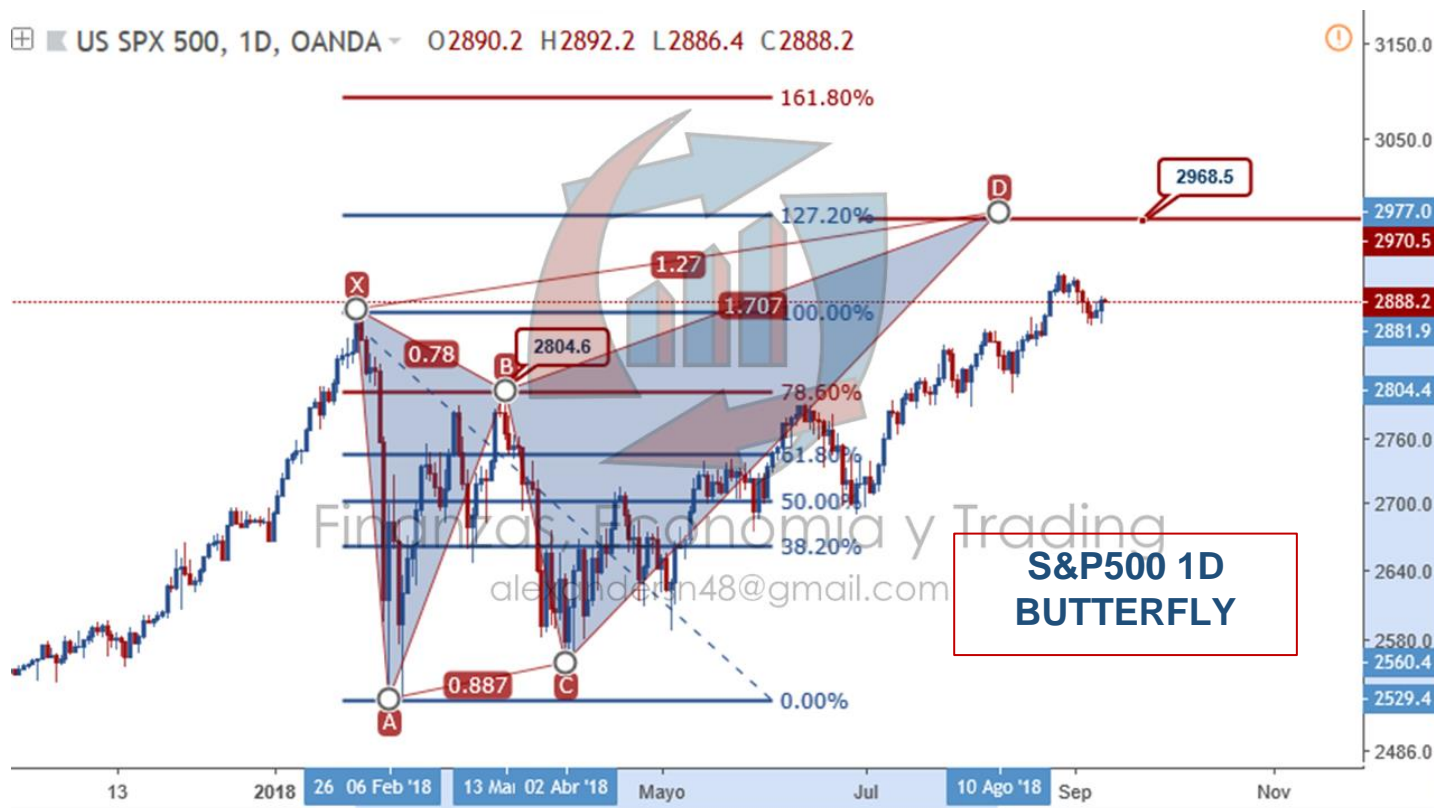 US SPX 500, 1D, OANDA O2890.2 H2892.2 L2886.4 C2888.2
3150.0
161.80%
3050.0
D
2968.5
127.20%
2977.0
2970.5
1.27
X
1.707
100.00%
2888.2
2881.9
0.78
B
2804.6
78.60%
2804.4
61.80%
2760.0
50.00%
2700.0
38.20%
Finanzas, Economía y Trading
alexandersn48@gmail.com
S&P500 1D
BUTTERFLY
2640.0
2580.0
2560.4
0.887
C
0.00%
2529.4
A
2486.0
13 2018 26 06 Feb '18 13 Mar 02 Abr '18 Mayo Jul 10 Ago '18 Sep Nov